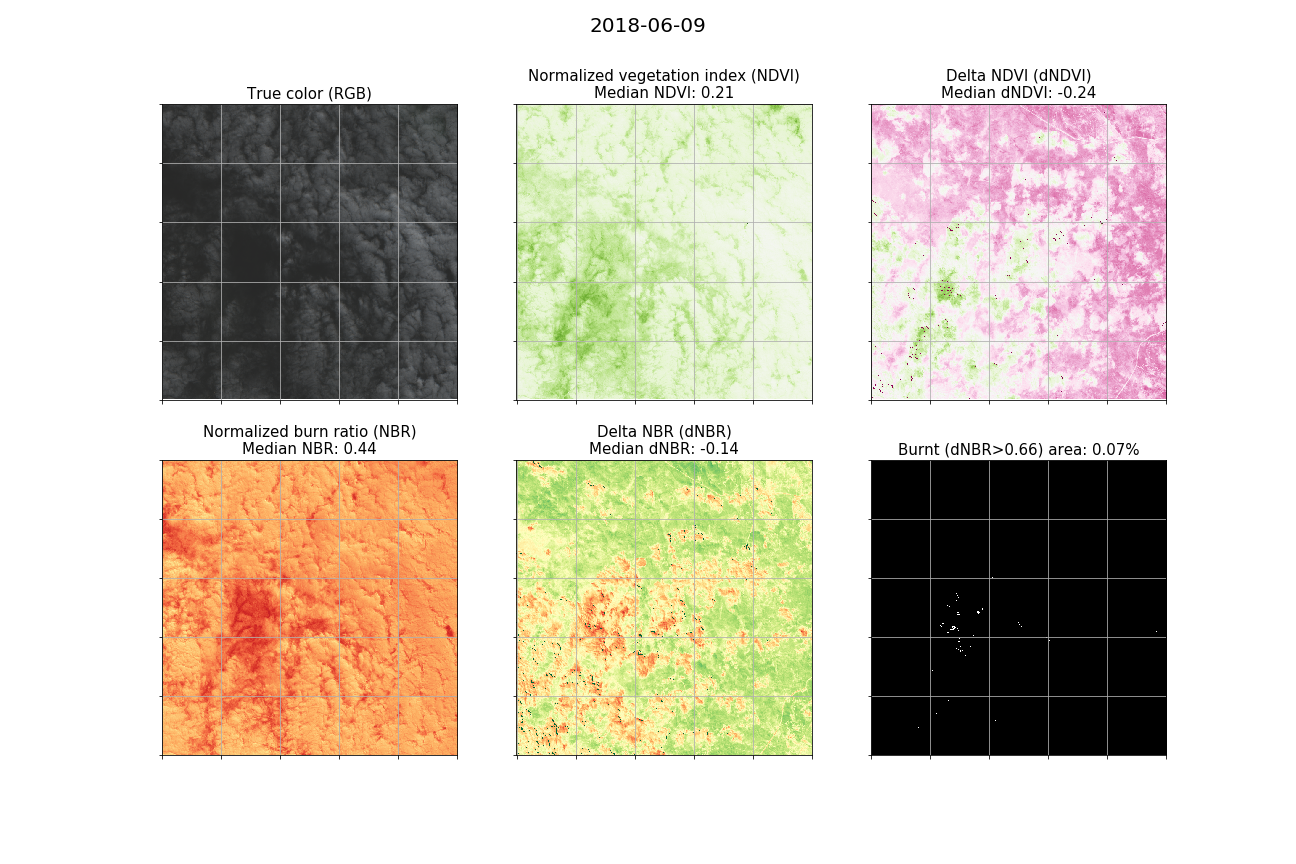 2018-06-09
True color (RGB)
Normalized vegetation index (NDVI)
Median NDVI: 0.21
Delta NDVI (dNDVI)
Median dNDVI: -0.24
Normalized burn ratio (NBR)
Median NBR: 0.44
Delta NBR (dNBR)
Median dNBR: -0.14
Burnt (dNBR>0.66) area: 0.07%